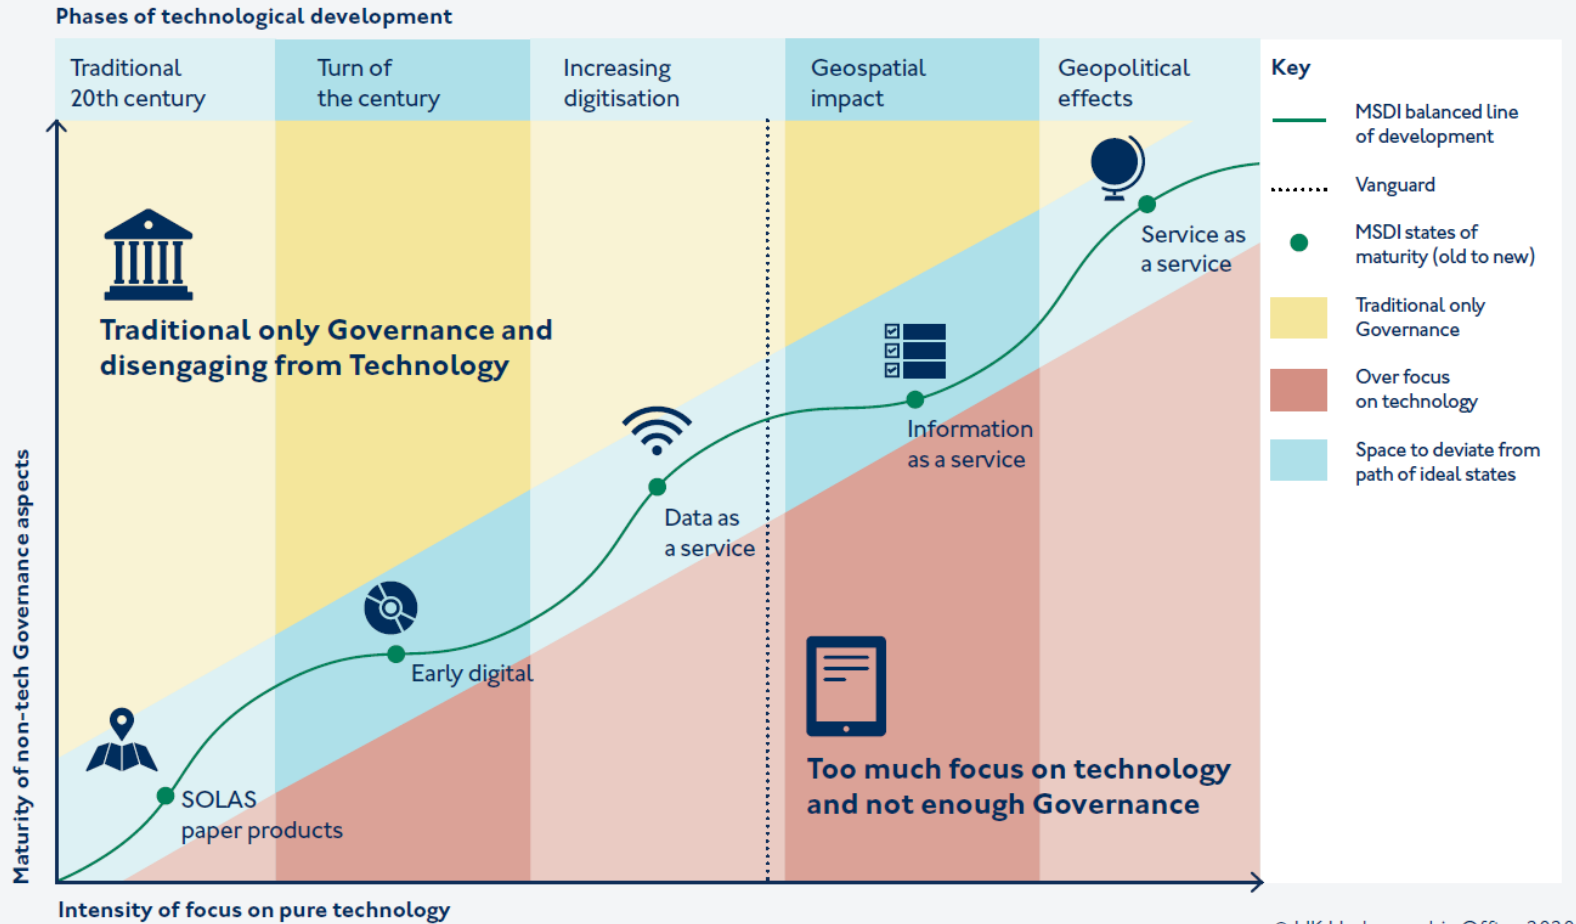 Phases of technological development
Traditional
20th century
Turn of
the century
Increasing
digitisation
Geospatial
impact
Geopolitical
effects
Key
MSDI balanced line
of development
Vanguard
MSDI states of
maturity (old to new)
Traditional only
Governance
Over focus
on technology
Space to deviate from
path of ideal states
Traditional only Governance and
disengaging from Technology
Service as
a service
Information
as a service
Data as
a service
Early digital
SOLAS
paper products
Too much focus on technology
and not enough Governance
Maturity of non-tech Governance aspects
Intensity of focus on pure technology